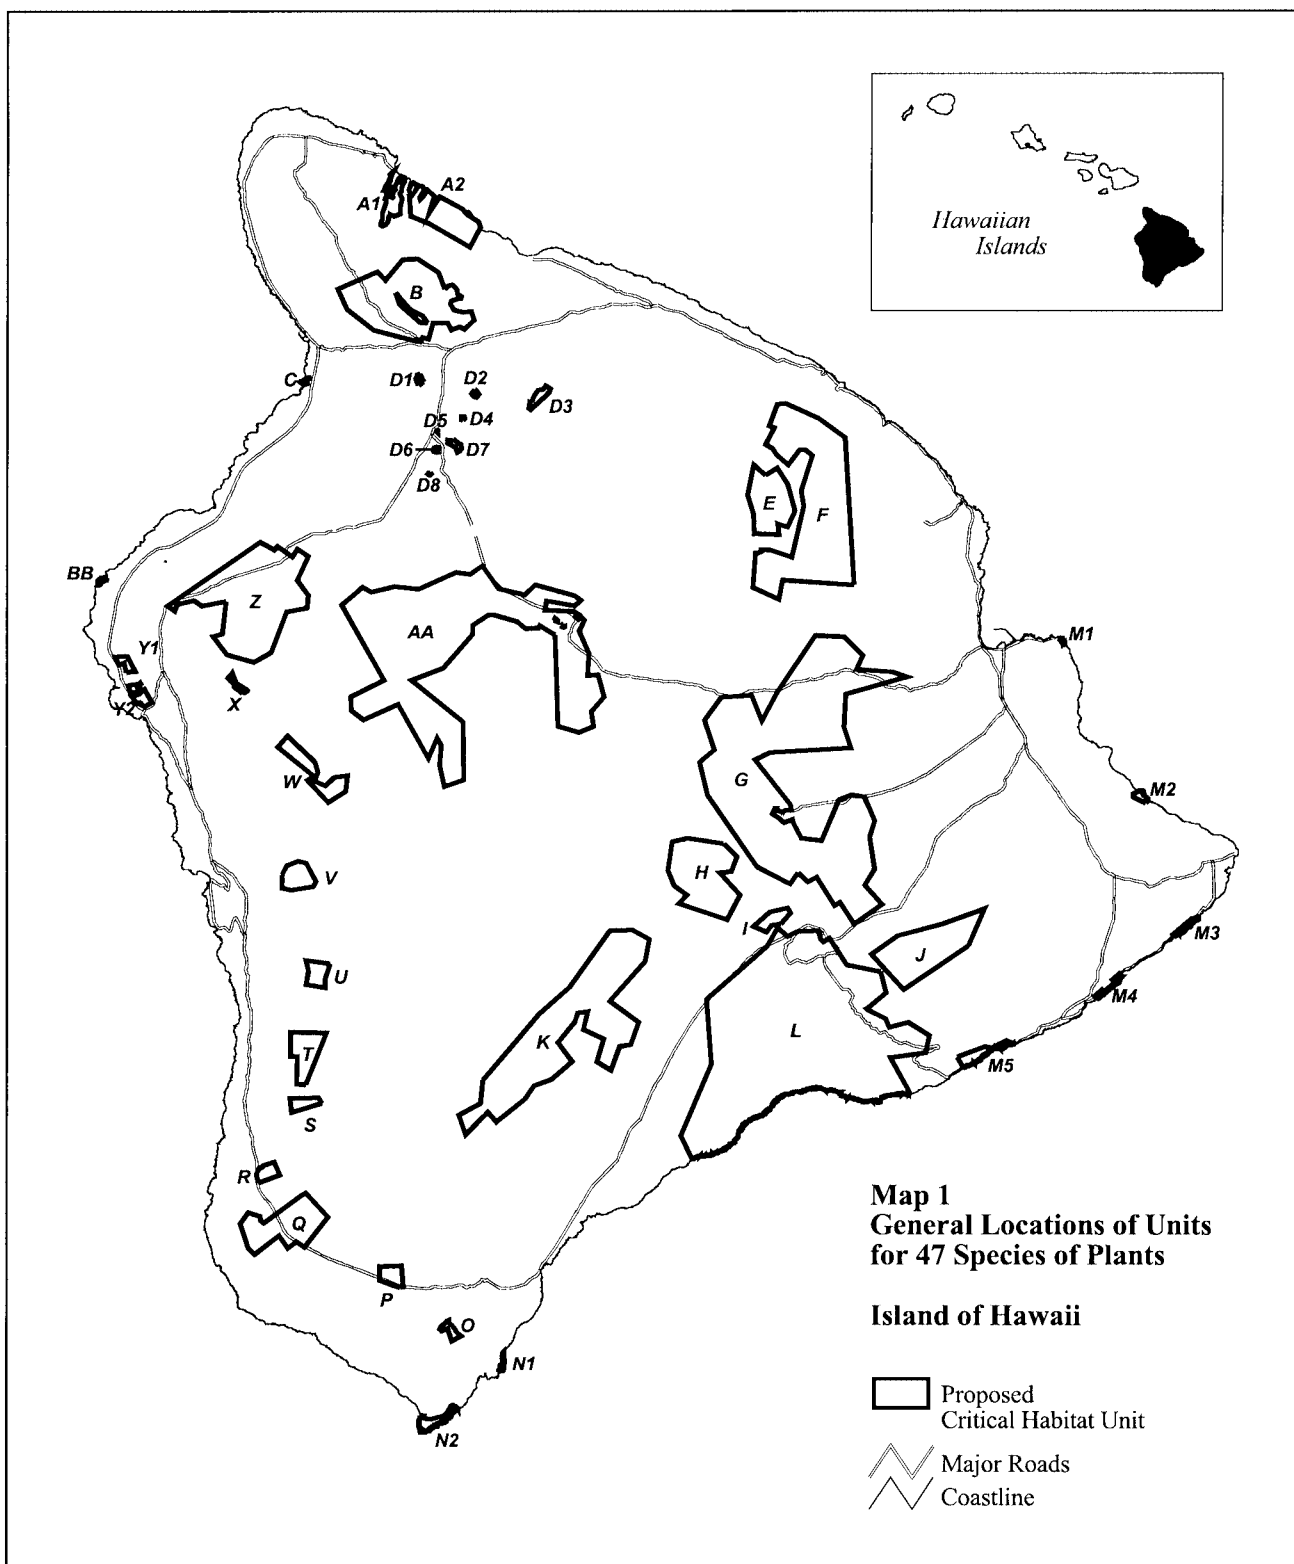 Hawaiian
Islands
A2
A1
B
C
D1
D2
D3
D5
D4
D6
D7
D8
E
F
BB
Z
AA
Y1
M1
X
Y2
W
G
M2
V
H
I
M3
J
U
M4
K
L
T
M5
S
R
Q
P
O
N1
N2
Map 1
General Locations of Units
for 47 Species of Plants
Island of Hawaii
Proposed
Critical Habitat Unit
Major Roads
Coastline